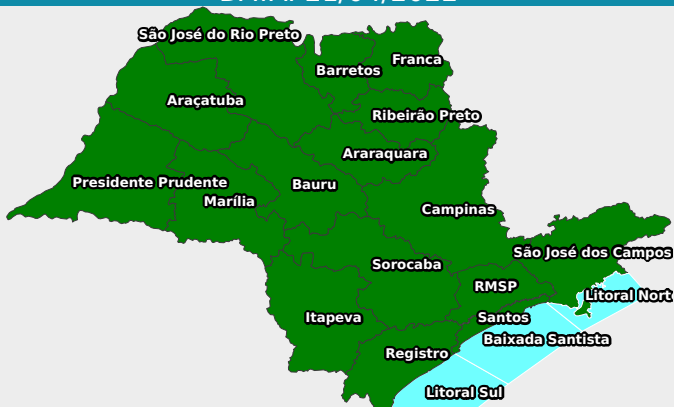 São José do Rio Preto
Franca
Barretos
Araçatuba
Ribeirão Preto
Araraquara
Presidente Prudente
Bauru
Marília
Campinas
São José dos Campos
Sorocaba
RMSP
Litoral Nort
Itapeva
Santos
Baixada Santista
Registro
Litoral Sul